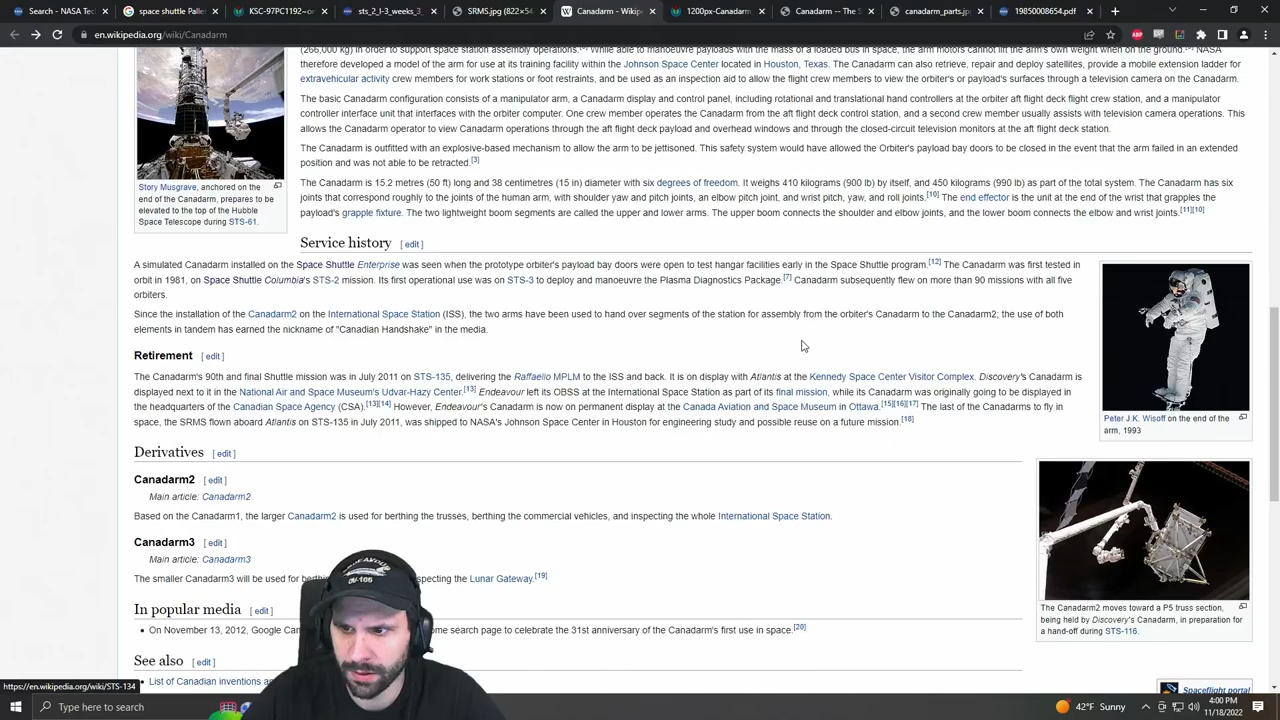 Search - NASA Tec
space shuttle simul
KSC-97PC1192~or
sts_2_I-3_weeks_3_
SRMS.jpg (822×54
Canadarm - Wiki
1200px-Canadarm_
Canadarm -- The S
canadarm_parts.jp
19850008654.pdf
en.wikipedia.org/wiki/Canadarm
(266,000 kg) in order to support space station assembly operations. While able to manoeuvre payloads with the mass of a loaded bus in space, the arm motors cannot lift the arm's own weight when on the ground. NASA
therefore developed a model of the arm for use at its training facility within the Johnson Space Center located in Houston, Texas. The Canadarm can also retrieve, repair and deploy satellites, provide a mobile extension ladder for
extravehicular activity crew members for work stations or foot restraints, and be used as an inspection aid to allow the flight crew members to view the orbiter's or payload's surfaces through a television camera on the Canadarm.
The basic Canadarm configuration consists of a manipulator arm, a Canadarm display and control panel, including rotational and translational hand controllers at the orbiter aft flight deck flight crew station, and a manipulator
controller interface unit that interfaces with the orbiter computer. One crew member operates the Canadarm from the aft flight deck control station, and a second crew member usually assists with television camera operations. This
allows the Canadarm operator to view Canadarm operations through the aft flight deck payload and overhead windows and through the closed-circuit television monitors at the aft flight deck station.
The Canadarm is outfitted with an explosive-based mechanism to allow the arm to be jettisoned. This safety system would have allowed the Orbiter's payload bay doors to be closed in the event that the arm failed in an extended
position and was not able to be retracted.[3]
The Canadarm is 15.2 metres (50 ft) long and 38 centimetres (15 in) diameter with six degrees of freedom. It weighs 410 kilograms (900 lb) by itself, and 450 kilograms (990 lb) as part of the total system. The Canadarm has six
joints that correspond roughly to the joints of the human arm, with shoulder yaw and pitch joints, an elbow pitch joint, and wrist pitch, yaw, and roll joints.[10] The end effector is the unit at the end of the wrist that grapples the
payload's grapple fixture. The two lightweight boom segments are called the upper and lower arms. The upper boom connects the shoulder and elbow joints, and the lower boom connects the elbow and wrist joints.[11][10]
Story Musgrave, anchored on the
end of the Canadarm, prepares to be
elevated to the top of the Hubble
Space Telescope during STS-61.
Service history [ edit ]
A simulated Canadarm installed on the Space Shuttle Enterprise was seen when the prototype orbiter's payload bay doors were open to test hangar facilities early in the Space Shuttle program.[12] The Canadarm was first tested in
orbit in 1981, on Space Shuttle Columbia's STS-2 mission. Its first operational use was on STS-3 to deploy and manoeuvre the Plasma Diagnostics Package.[7] Canadarm subsequently flew on more than 90 missions with all five
orbiters.
Since the installation of the Canadarm2 on the International Space Station (ISS), the two arms have been used to hand over segments of the station for assembly from the orbiter's Canadarm to the Canadarm2; the use of both
elements in tandem has earned the nickname of "Canadian Handshake" in the media.
Retirement [ edit ]
The Canadarm's 90th and final Shuttle mission was in July 2011 on STS-135, delivering the Raffaello MPLM to the ISS and back. It is on display with Atlantis at the Kennedy Space Center Visitor Complex. Discovery's Canadarm is
displayed next to it in the National Air and Space Museum's Udvar-Hazy Center.[13] Endeavour left its OBSS at the International Space Station as part of its final mission, while its Canadarm was originally going to be displayed in
the headquarters of the Canadian Space Agency (CSA).[13][14] However, Endeavour's Canadarm is now on permanent display at the Canada Aviation and Space Museum in Ottawa.[15][16][17] The last of the Canadarms to fly in
space, the SRMS flown aboard Atlantis on STS-135 in July 2011, was shipped to NASA's Johnson Space Center in Houston for engineering study and possible reuse on a future mission.[18]
Peter J.K. Wisoff on the end of the
arm, 1993
Derivatives [ edit ]
Canadarm2 [ edit ]
Main article: Canadarm2
Based on the Canadarm1, the larger Canadarm2 is used for berthing the trusses, berthing the commercial vehicles, and inspecting the whole International Space Station.
Canadarm3 [ edit ]
Main article: Canadarm3
The smaller Canadarm3 will be used for specting the Lunar Gateway.[19]
The Canadarm2 moves toward a P5 truss section,
being held by Discovery's Canadarm, in preparation for
a hand-off during STS-116.
In popular media [ edit ]
• On November 13, 2012, Google ome search page to celebrate the 31st anniversary of the Canadarm's first use in space.[20]
See also [ edit ]
• List of Canadian inventions
Spaceflight portal
https://en.wikipedia.org/wiki/STS-134
Type here to search
42°F Sunny
4:00 PM
11/18/2022